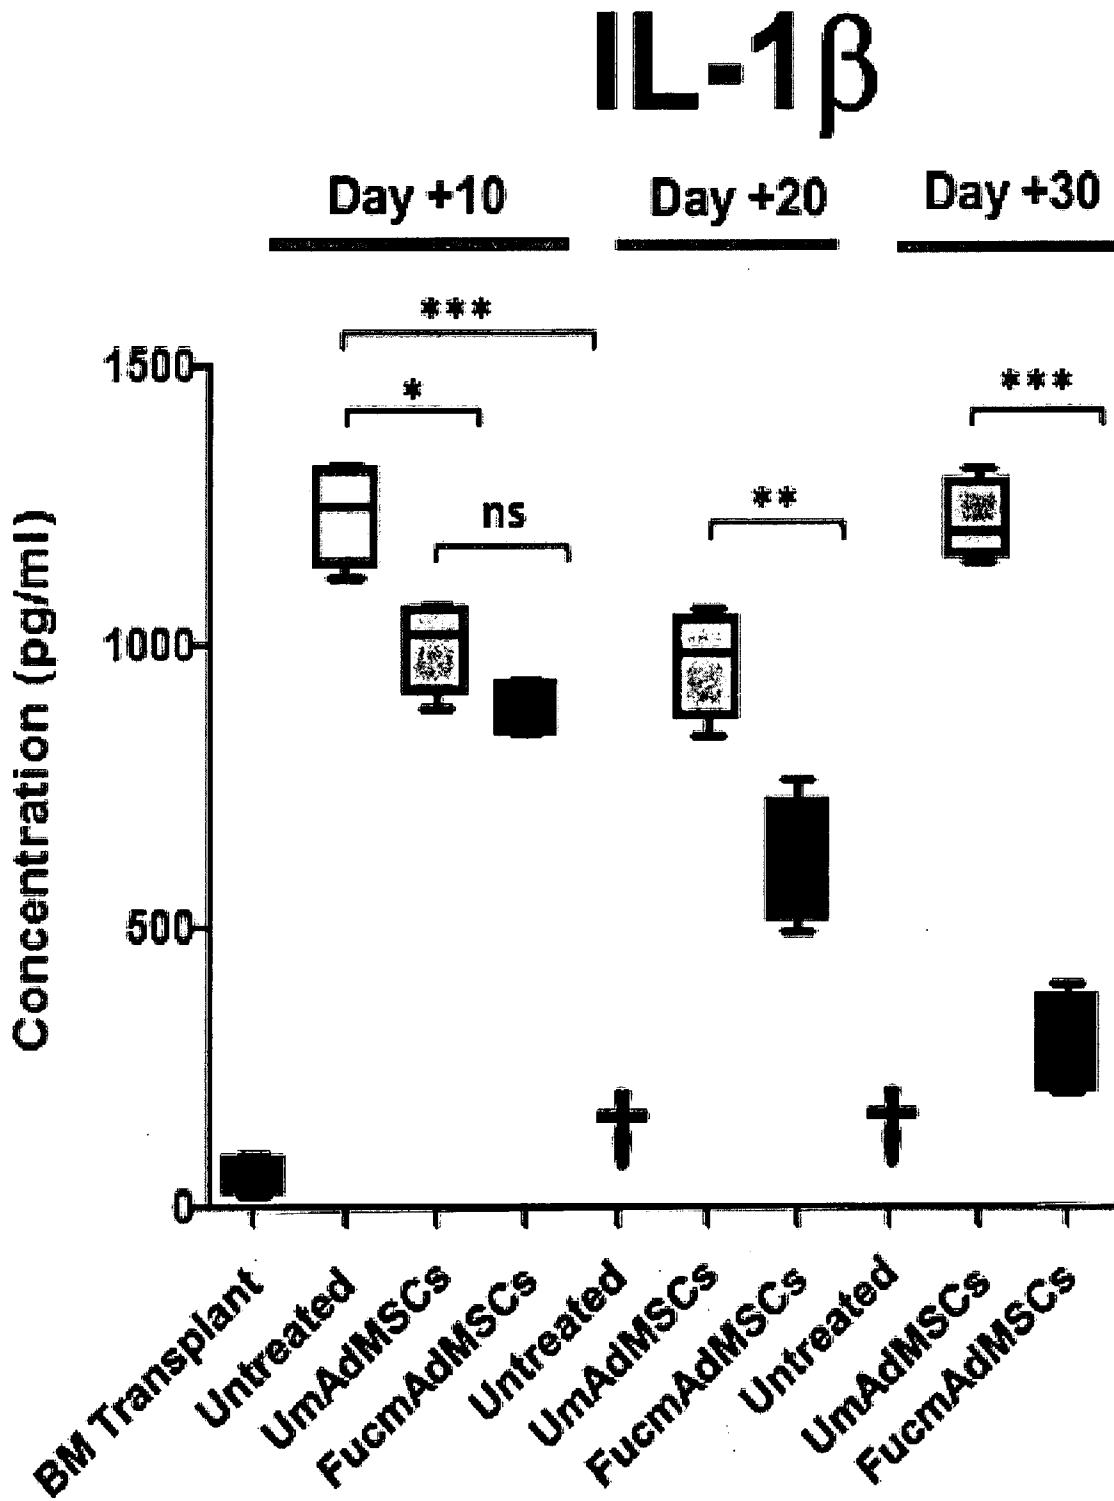 IL-1β
Day +10
Day +20
Day +30
***
*
ns
**
***
1500
1000
500
0
Concentration (pg/ml)
BM Transplant
Untreated
UmAdMSCs
FucmAdMSCs
Untreated
UmAdMSCs
FucmAdMSCs
Untreated
UmAdMSCs
FucmAdMSCs